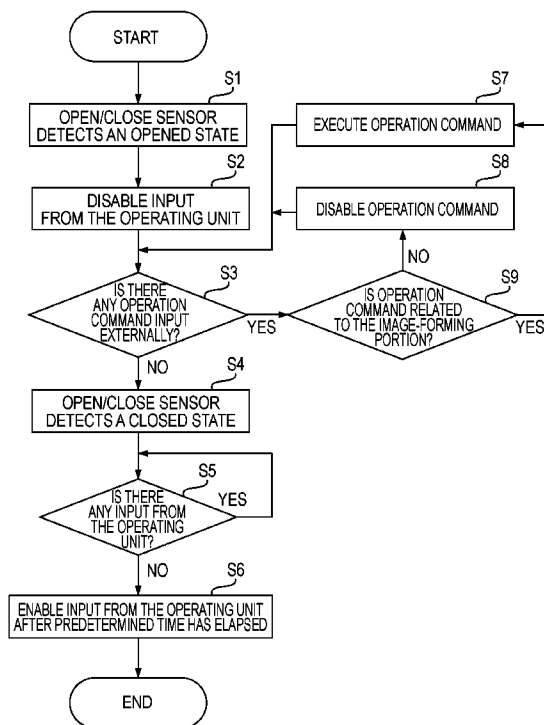 START
S1
OPEN/CLOSE SENSOR
DETECTS AN OPENED STATE
S2
DISABLE INPUT
FROM THE OPERATING UNIT
S7
EXECUTE OPERATION COMMAND
S8
DISABLE OPERATION COMMAND
NO
S3
IS THERE
ANY OPERATION
COMMAND INPUT
EXTERNALLY?
YES
NO
S9
IS OPERATION
COMMAND RELATED
TO THE IMAGE-FORMING
PORTION?
YES
S4
OPEN/CLOSE SENSOR
DETECTS A CLOSED STATE
S5
IS THERE
ANY INPUT FROM
THE OPERATING
UNIT?
YES
NO
S6
ENABLE INPUT FROM THE OPERATING UNIT
AFTER PREDETERMINED TIME HAS ELAPSED
END